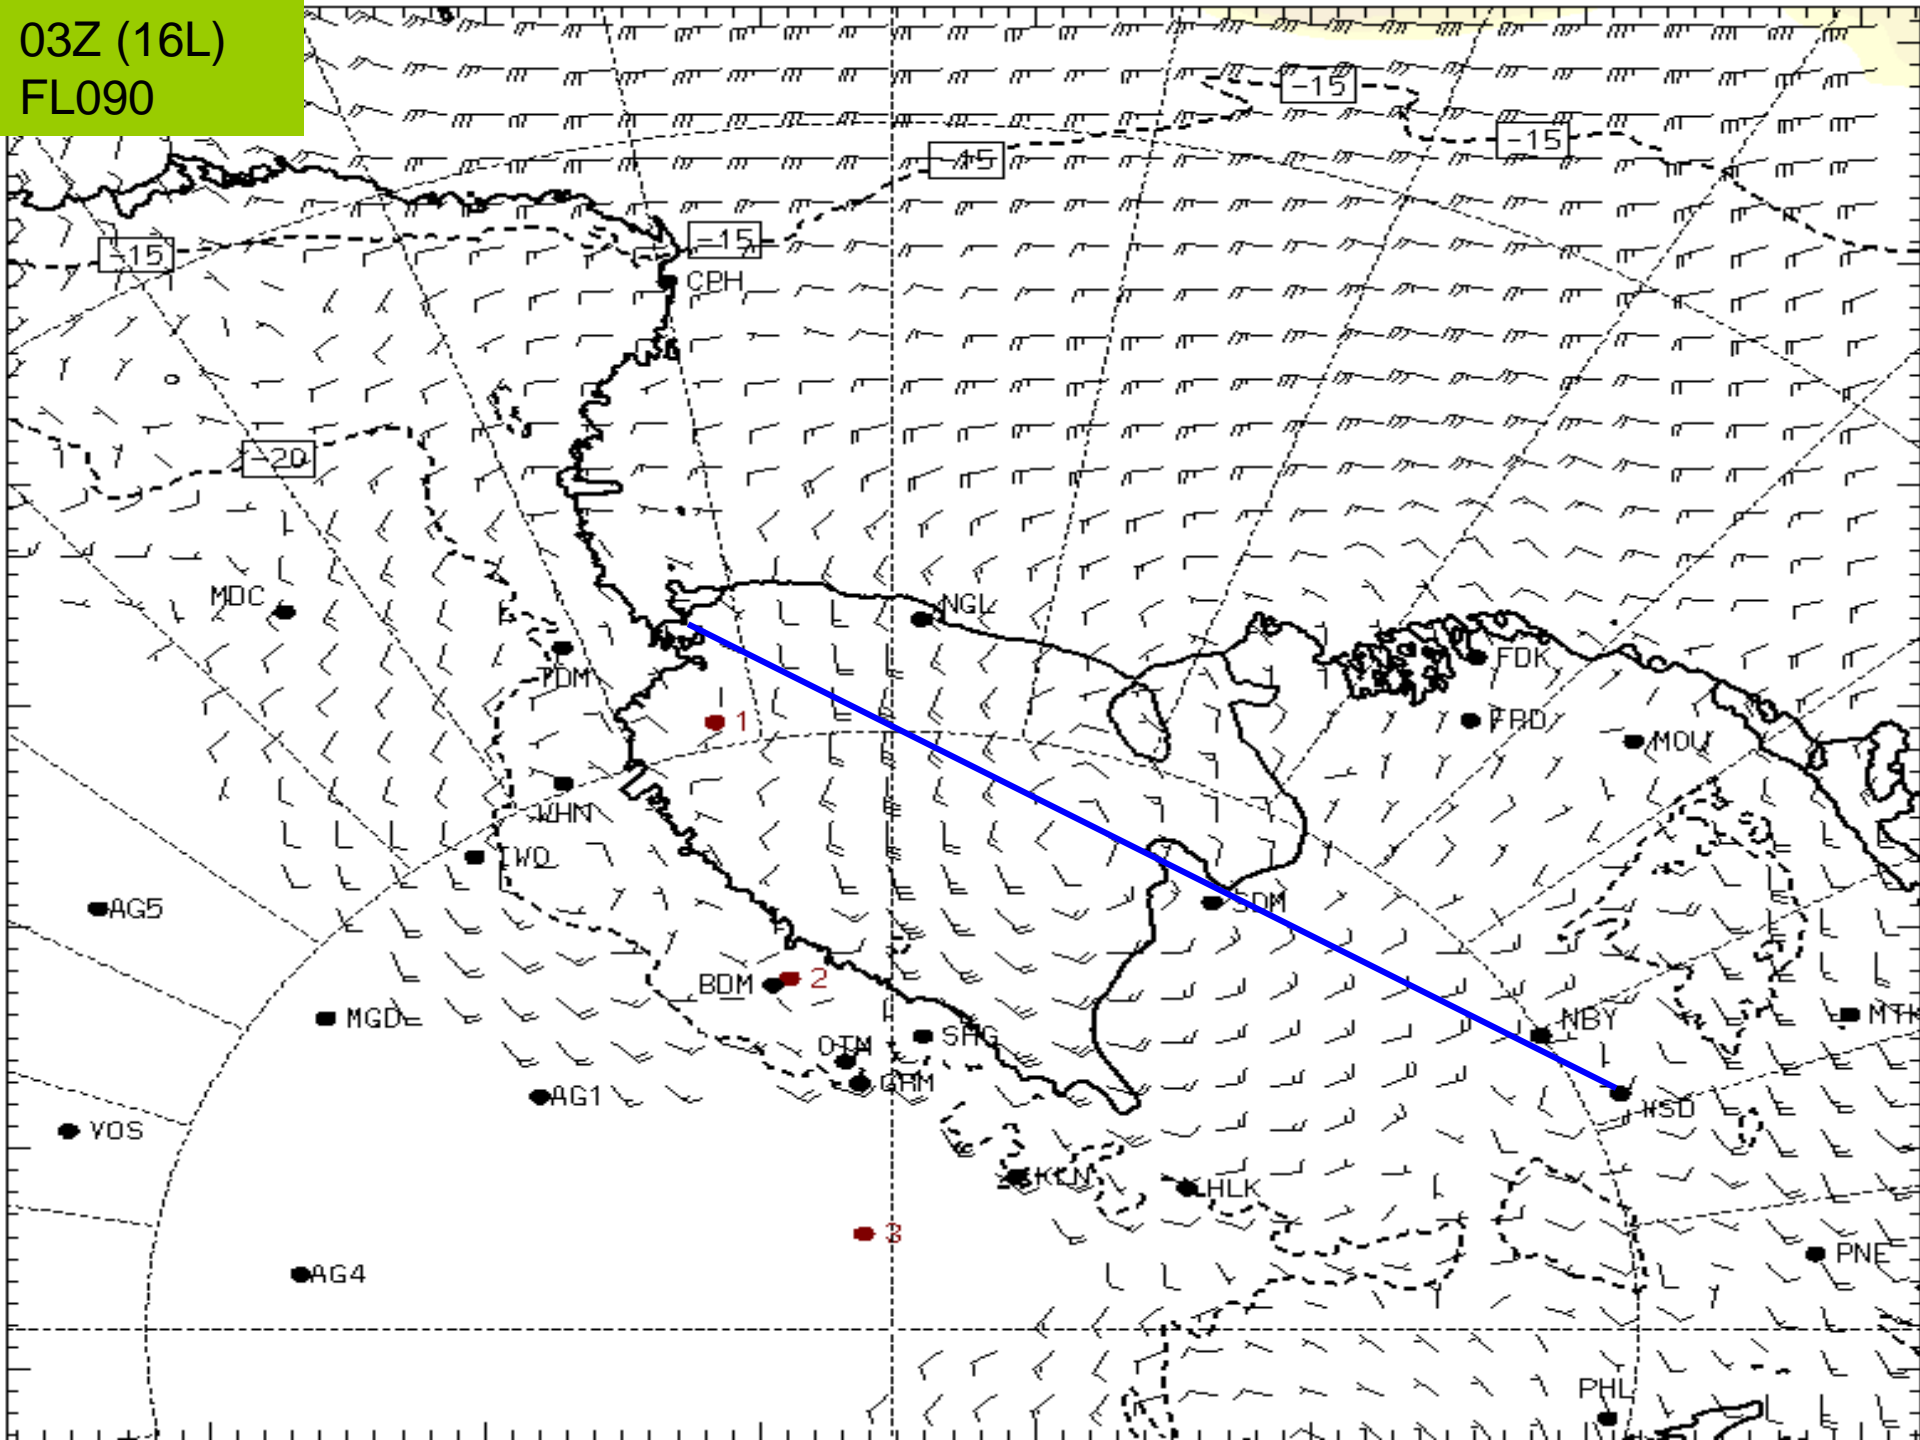 03Z (16L)
FL090
-15
-15
-15
-15
-15
CPH
-20
MDC
NGL
TDM
FDK
1
FRD
MOU
WHN
TWO
AG5
SDM
BDM
2
MGD
NBY
MTK
OTM
SHG
GRM
AG1
WSD
VOS
KLN
HLK
3
PNE
AG4
PHL